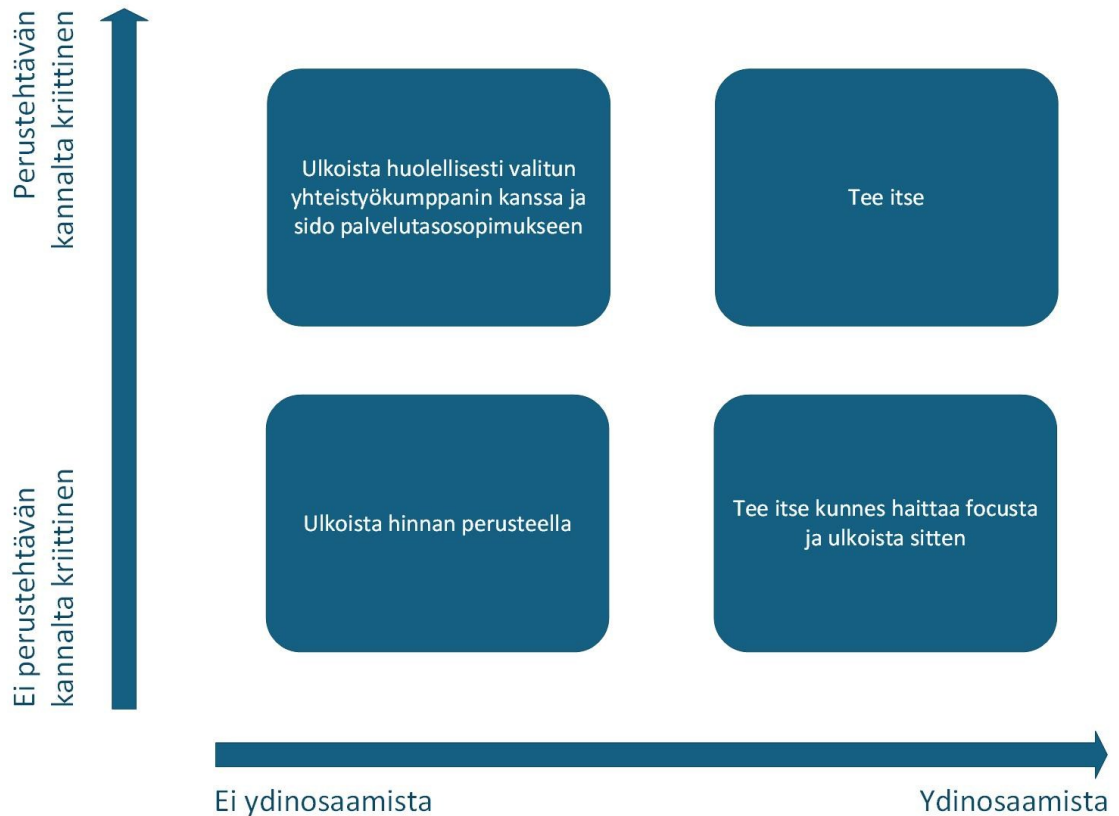 Perustehtävän
kannalta kriittinen
Ulkoista huolellisesti valitun
yhteistyökumppanin kanssa ja
sido palvelutasosopimukseen
Tee itse
Ei perustehtävän
kannalta kriittinen
Ulkoista hinnan perusteella
Tee itse kunnes haittaa focusta
ja ulkoista sitten
Ei ydinosaamista
Ydinosaamista